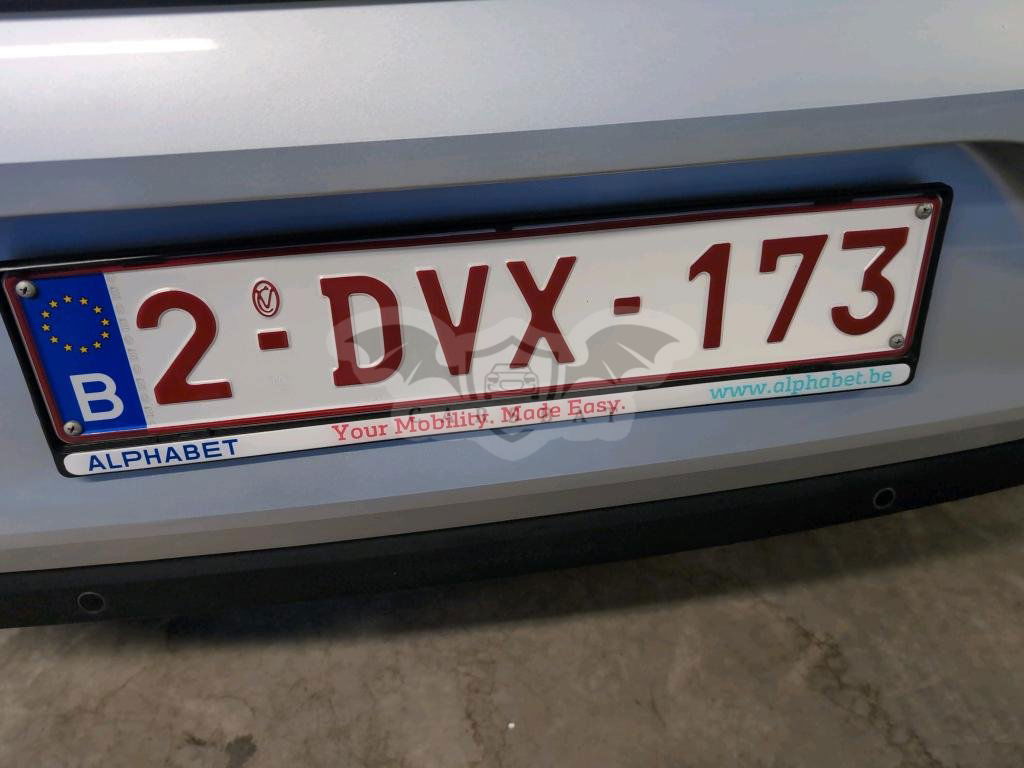 2-DVX-173
B
ALPHABET Your Mobility. Made Easy. www.alphabet.be